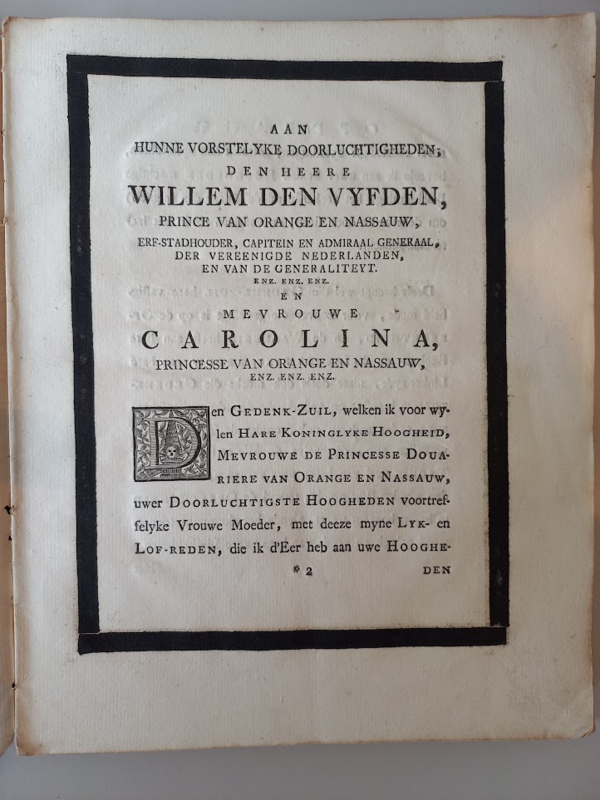 AAN
HUNNE VORSTELYKE DOORLUCHTIGHEDEN;
DEN HEERE
WILLEM DEN VYFDEN,
PRINCE VAN ORANGE EN NASSAUW,
ERF-STADHOUDER, CAPITEIN EN ADMIRAAL GENERAAL,
DER VEREENIGDE NEDERLANDEN,
EN VAN DE GENERALITEYT.
ENZ. ENZ. ENZ.
EN
MEVROUWE
CAROLINA,
PRINCESSE VAN ORANGE EN NASSAUW,
ENZ. ENZ. ENZ.
Den GEDENK-ZUIL, welken ik voor wy-
len HARE KONINGLYKE HOOGHEID,
MEVROUWE DE PRINCESSE DOUA-
RIERE VAN ORANGE EN NASSAUW,
uwer DOORLUCHTIGSTE HOOGHEDEN voortref-
felyke Vrouwe Moeder, met deeze myne LYK- en
LOF-REDEN, die ik d'Eer heb aan uwe HOOGHE-
* 2 DEN